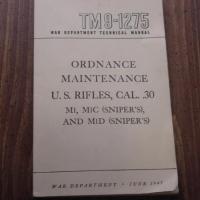 TM 9-1275
WAR DEPARTMENT TECHNICAL MANUAL
ORDNANCE
MAINTENANCE
U. S. RIFLES, CAL. .30
M1, M1C (SNIPER'S),
AND M1D (SNIPER'S)
WAR DEPARTMENT • JUNE 1947